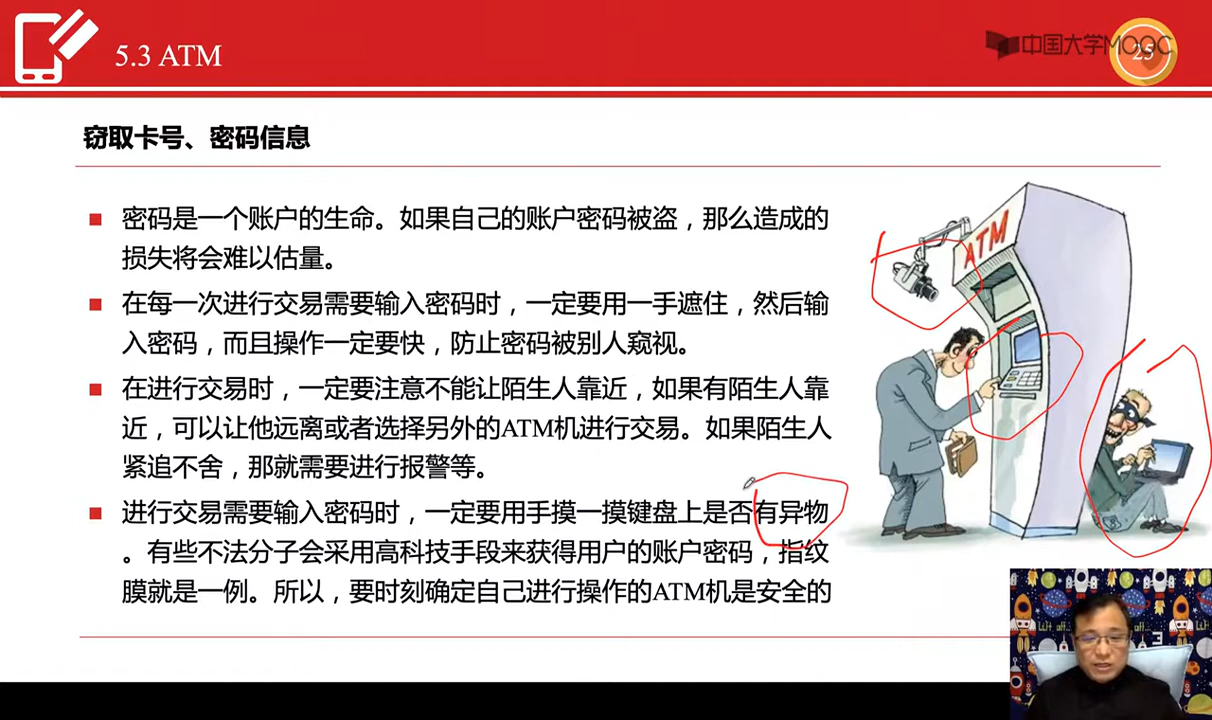 5.3 ATM
中国大学MOOC
25
窃取卡号、密码信息
密码是一个账户的生命。如果自己的账户密码被盗，那么造成的
损失将会难以估量。
在每一次进行交易需要输入密码时，一定要用一手遮住，然后输
入密码，而且操作一定要快，防止密码被别人窥视。
在进行交易时，一定要注意不能让陌生人靠近，如果有陌生人靠
近，可以让他远离或者选择另外的ATM机进行交易。如果陌生人
紧追不舍，那就需要进行报警等。
进行交易需要输入密码时，一定要用手摸一摸键盘上是否有异物
。有些不法分子会采用高科技手段来获得用户的账户密码，指纹
膜就是一例。所以，要时刻确定自己进行操作的ATM机是安全的
ATM